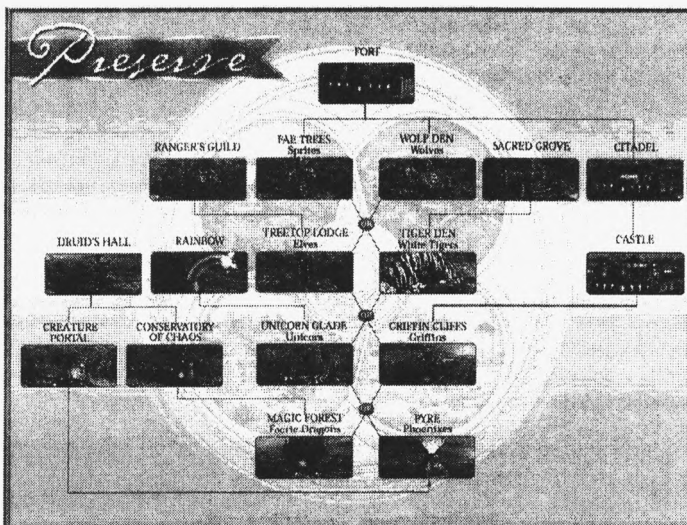 Preserve
FORT
RANGER'S GUILD
FAE TREES
Sprites
WOLF DEN
Wolves
SACRED GROVE
CITADEL
DRUID'S HALL
RAINBOW
TREETOP LODGE
Elves
TIGER DEN
White Tigers
CASTLE
CREATURE
PORTAL
CONSERVATORY
OF CHAOS
UNICORN GLADE
Unicorn
GRIFFIN CLIFFS
Griffins
MAGIC FOREST
Faerie Dragons
PYRE
Phoenixes